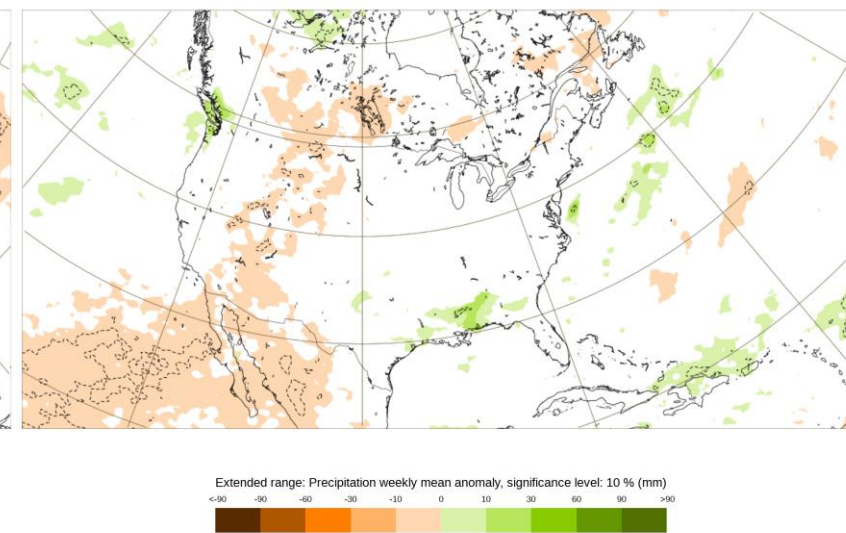 Extended range: Precipitation weekly mean anomaly, significance level: 10 % (mm)
<-90 -90 -60 -30 -10 0 10 30 60 90 >90